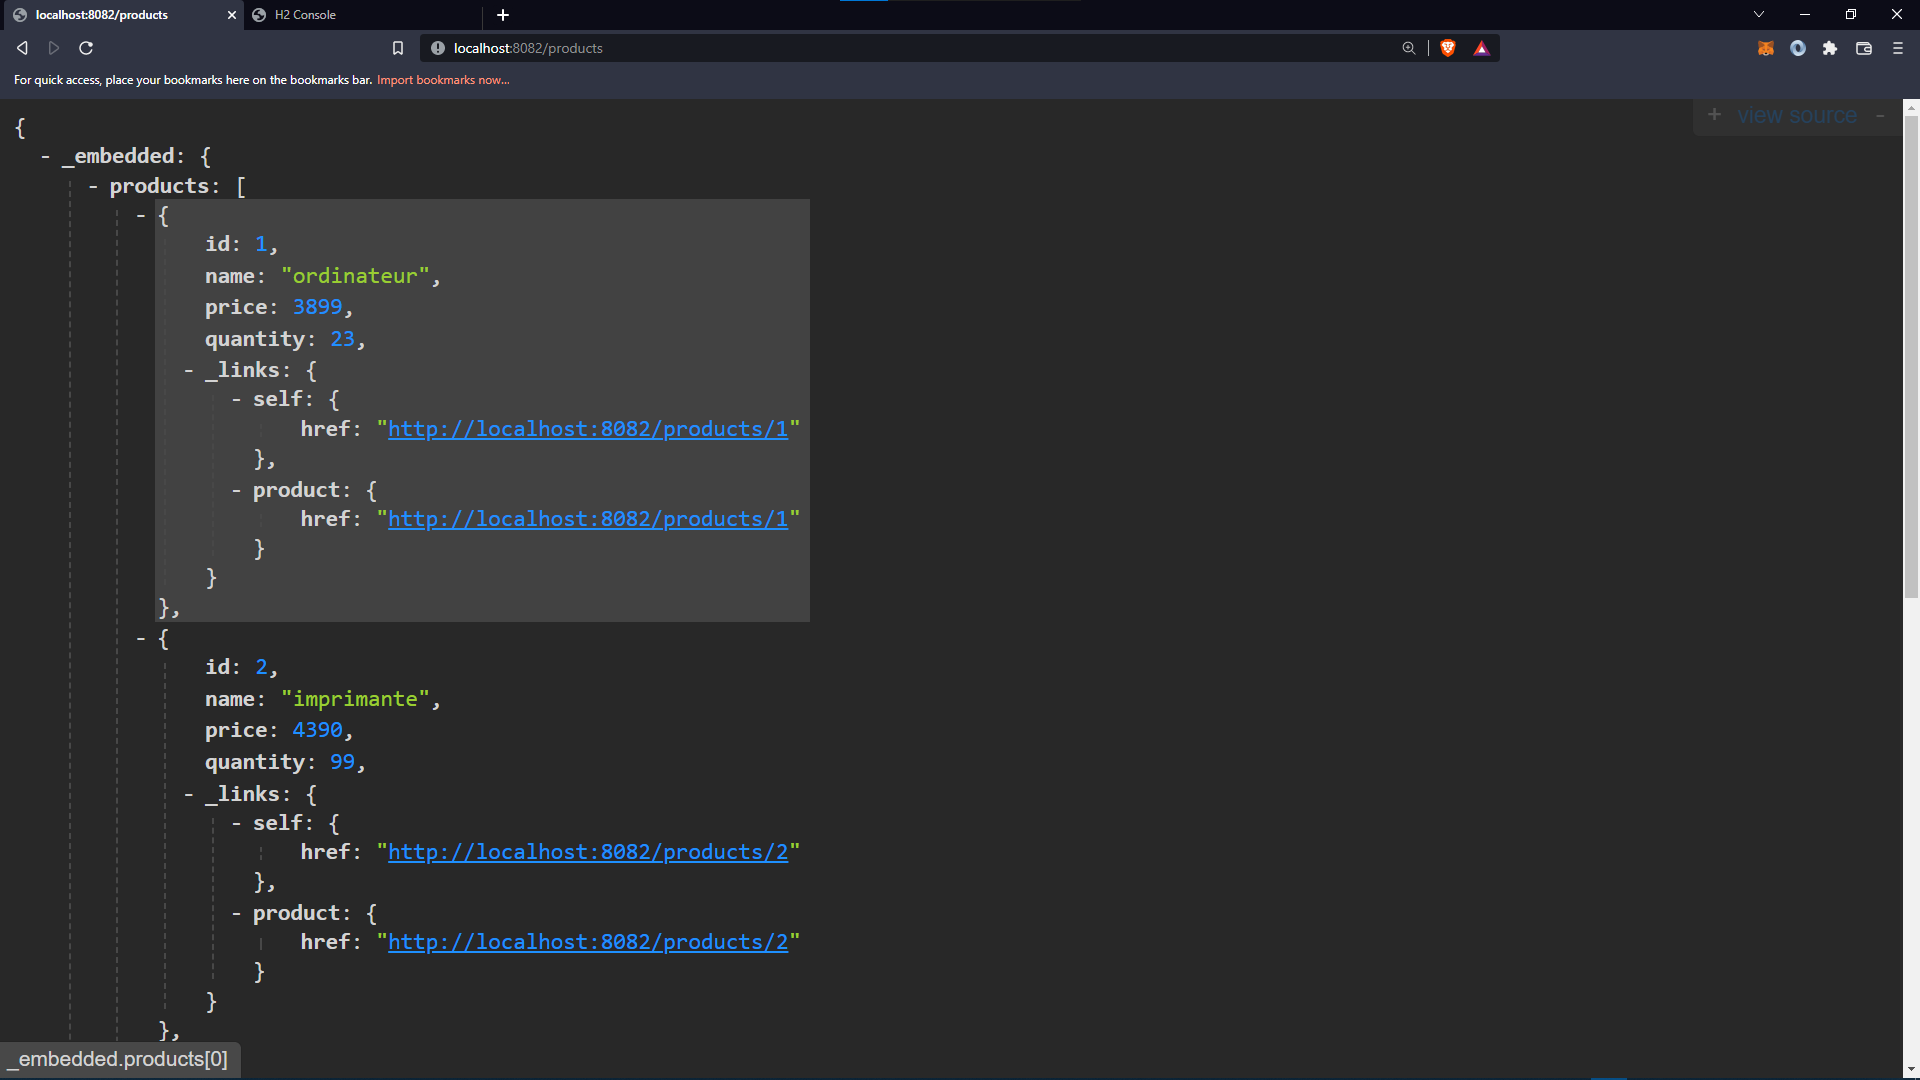 localhost:8082/products
H2 Console
localhost:8082/products
For quick access, place your bookmarks here on the bookmarks bar. Import bookmarks now...
+ view source -
{
- _embedded: {
- products: [
- {
id: 1,
name: "ordinateur",
price: 3899,
quantity: 23,
- _links: {
- self: {
href: "http://localhost:8082/products/1"
},
- product: {
href: "http://localhost:8082/products/1"
}
}
},
- {
id: 2,
name: "imprimante",
price: 4390,
quantity: 99,
- _links: {
- self: {
href: "http://localhost:8082/products/2"
},
- product: {
href: "http://localhost:8082/products/2"
}
}
},
_embedded.products[0]